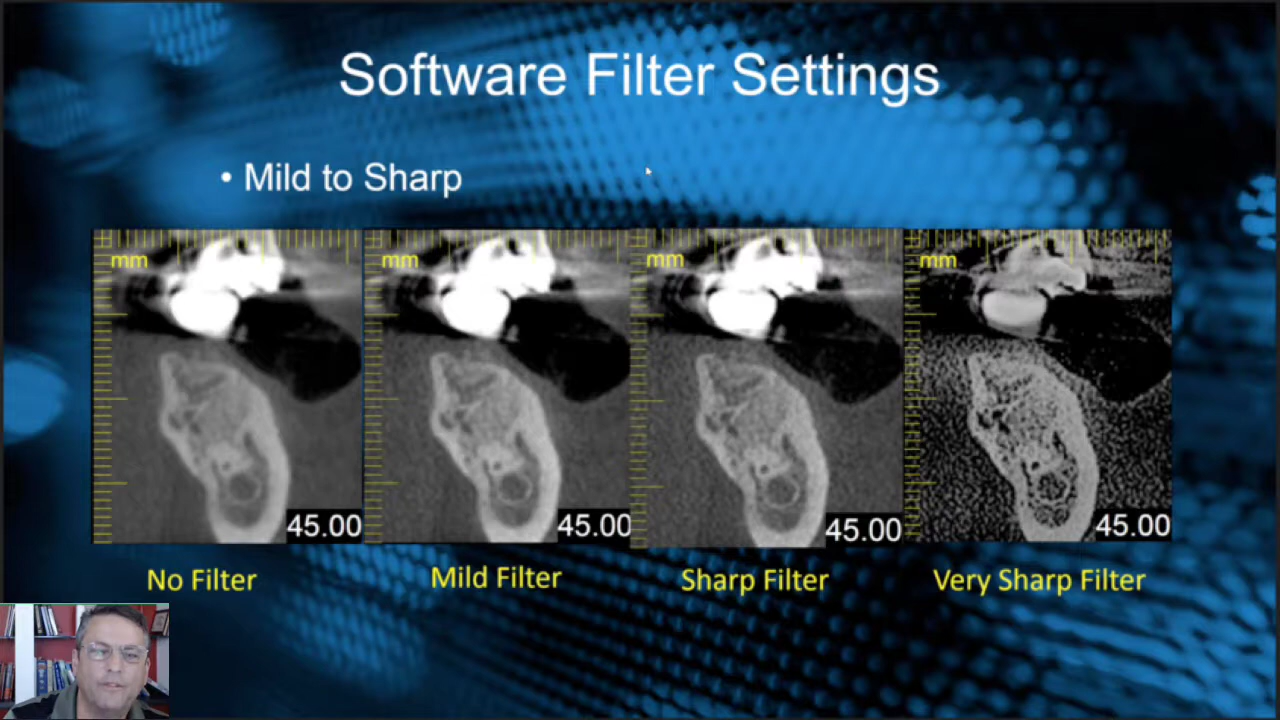 Software Filter Settings
• Mild to Sharp
mm mm mm mm
45.00 45.00 45.00 45.00
No Filter Mild Filter Sharp Filter Very Sharp Filter